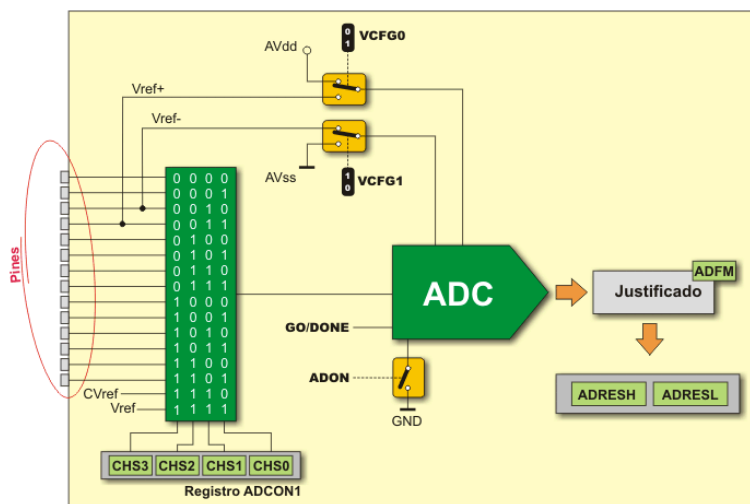 0
1
VCFG0
AVdd
Vref+
Vref-
AVss
1
0
VCFG1
Pines
0 0 0 0
0 0 0 1
0 0 1 0
0 0 1 1
0 1 0 0
0 1 0 1
0 1 1 0
0 1 1 1
1 0 0 0
1 0 0 1
1 0 1 0
1 0 1 1
1 1 0 0
1 1 0 1
1 1 1 0
1 1 1 1
CVref
Vref
ADC
GO/DONE
ADON
GND
ADFM
Justificado
ADRESH ADRESL
CHS3 CHS2 CHS1 CHS0
Registro ADCON1